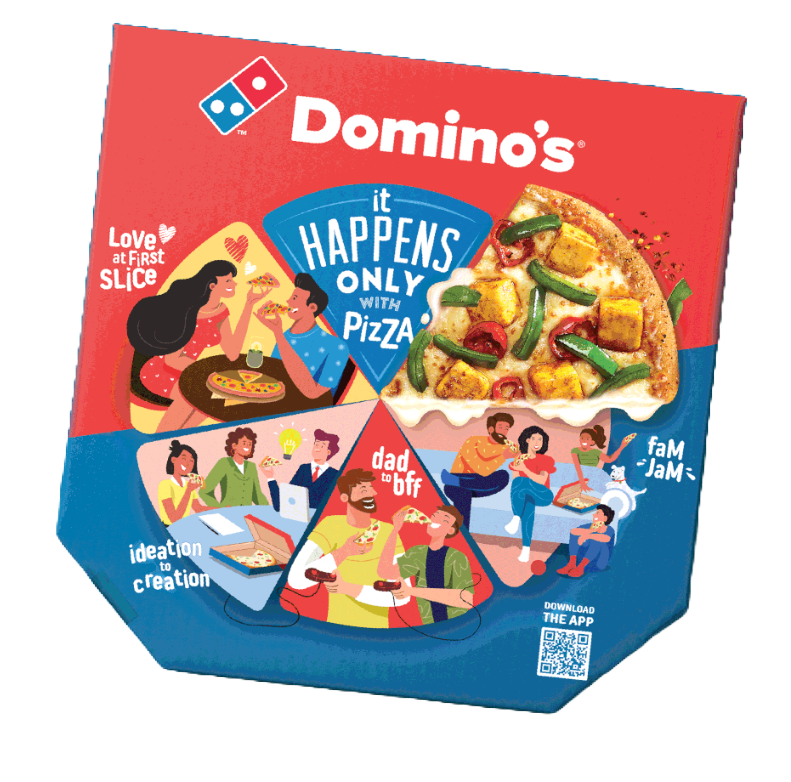 Domino's®
TM
it
HAPPENS
ONLY
WITH
PizzA
Love
at FiRST
SLiCe
dad
to bff
faM
JaM
ideation
to
creation
DOWNLOAD
THE APP